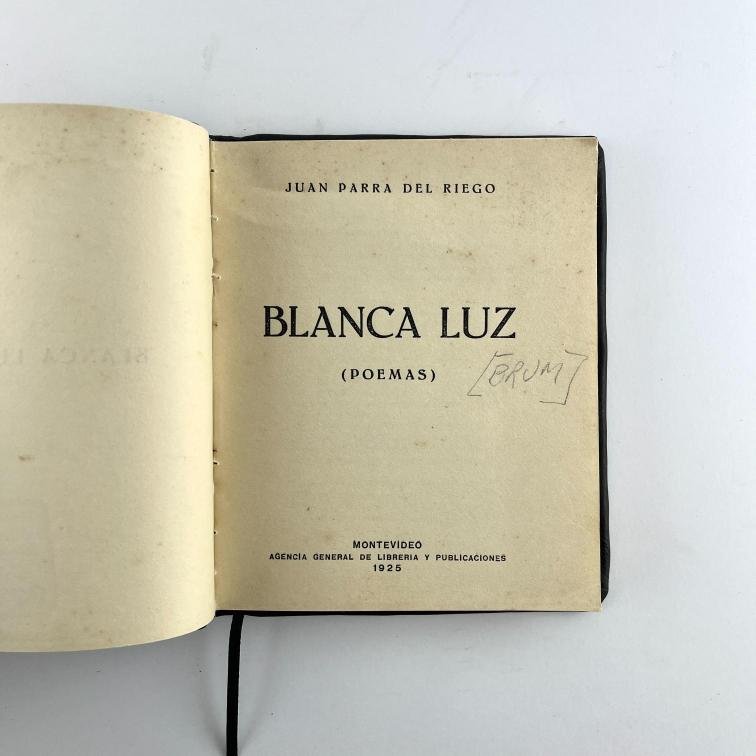 JUAN PARRA DEL RIEGO
BLANCA LUZ
(POEMAS)
[BRUM]
MONTEVIDEO
AGENCIA GENERAL DE LIBRERIA Y PUBLICACIONES
1925